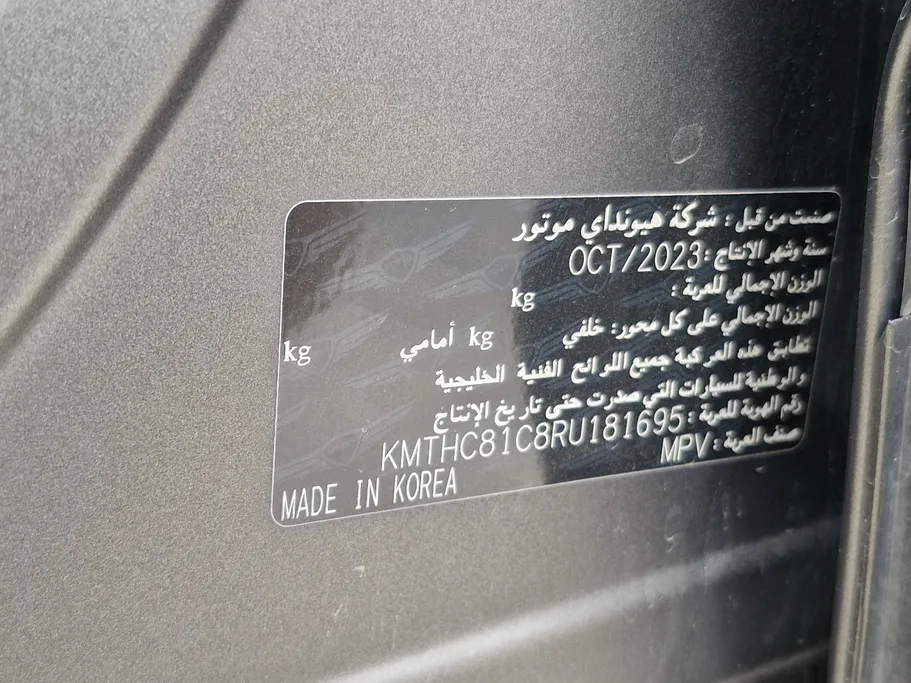 صنعت من قبل : شركة هيونداي موتور
سنة وشهر الإنتاج : OCT/2023
الوزن الإجمالي للعربة : kg
الوزن الإجمالي على كل محور: خلفي kg أمامي kg
تطابق هذه العركبة جميع اللرائح الفنية الخليجية
والوطنية للسيارات التي صدرت حتى تاريخ الإنتاج
رقم الهوية للعربة : KMTHC81C8RU181695
صنف العربة : MPV
MADE IN KOREA